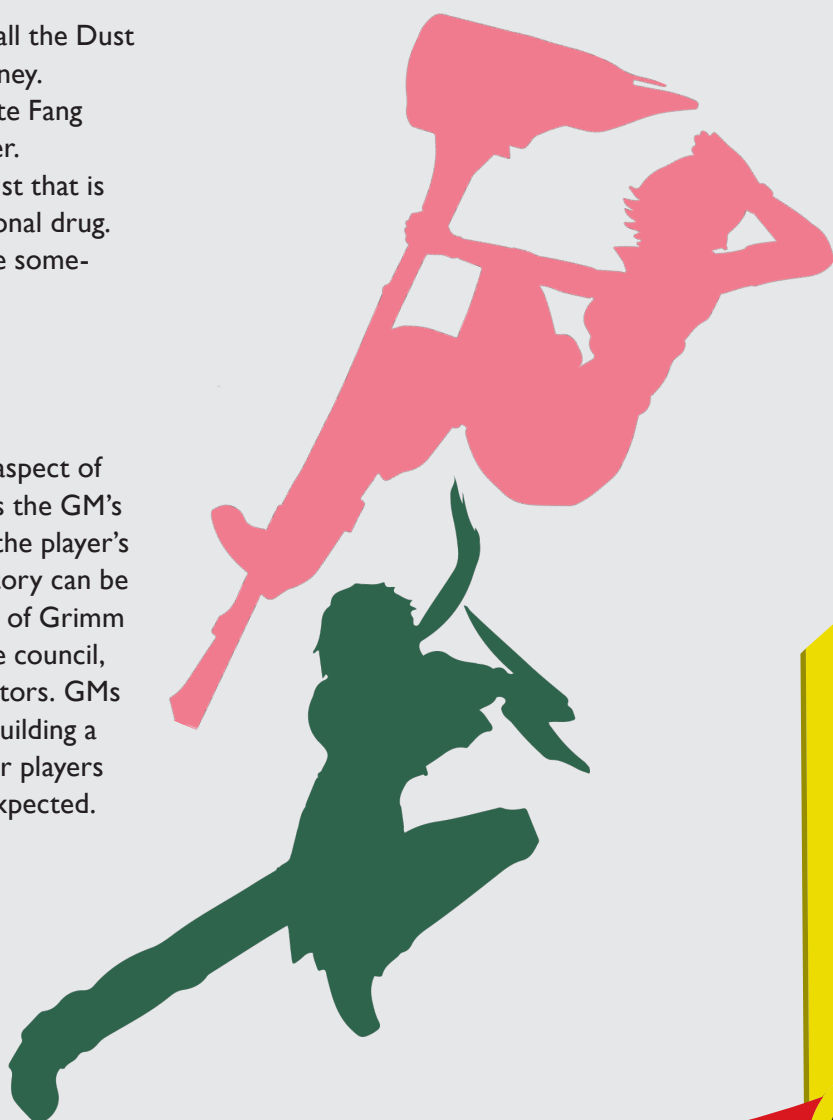 all the Dust
ney.
te Fang
er.
st that is
onal drug.
e some-
aspect of
s the GM's
the player's
tory can be
of Grimm
e council,
tors. GMs
uilding a
r players
xpected.